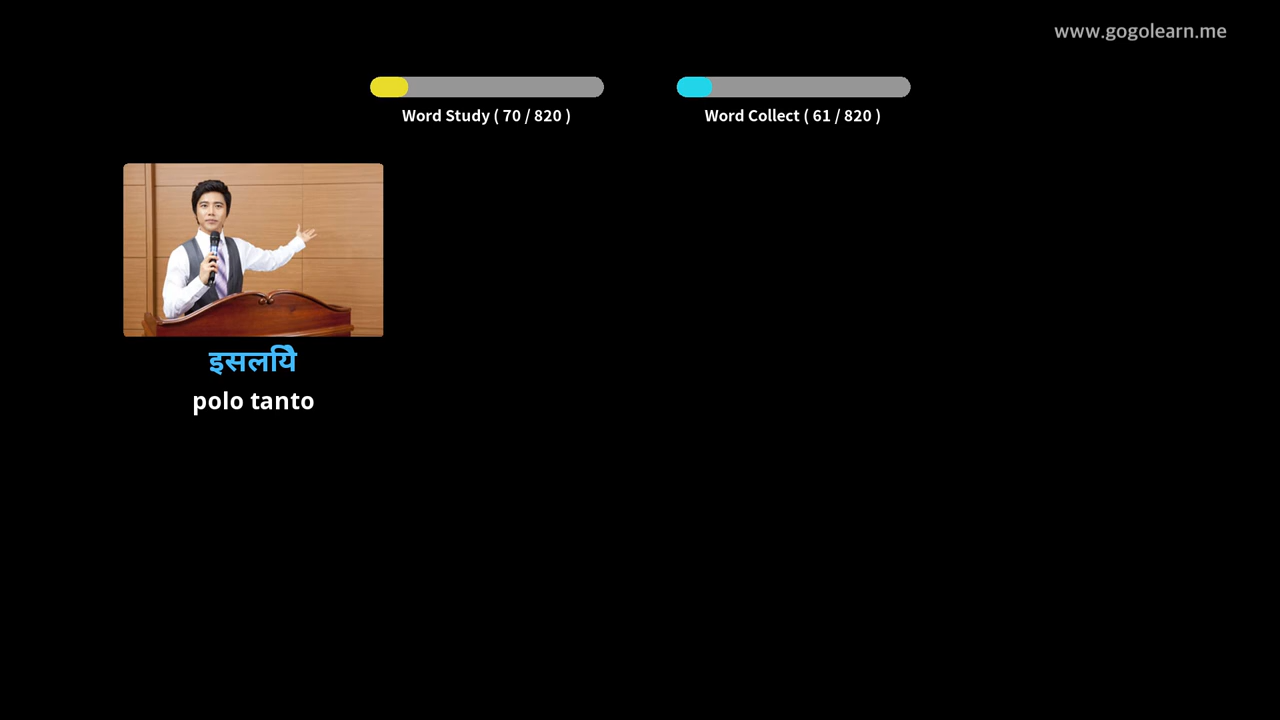 www.gogolearn.me
Word Study ( 70 / 820 )
Word Collect ( 61 / 820 )
इसलयिे
polo tanto